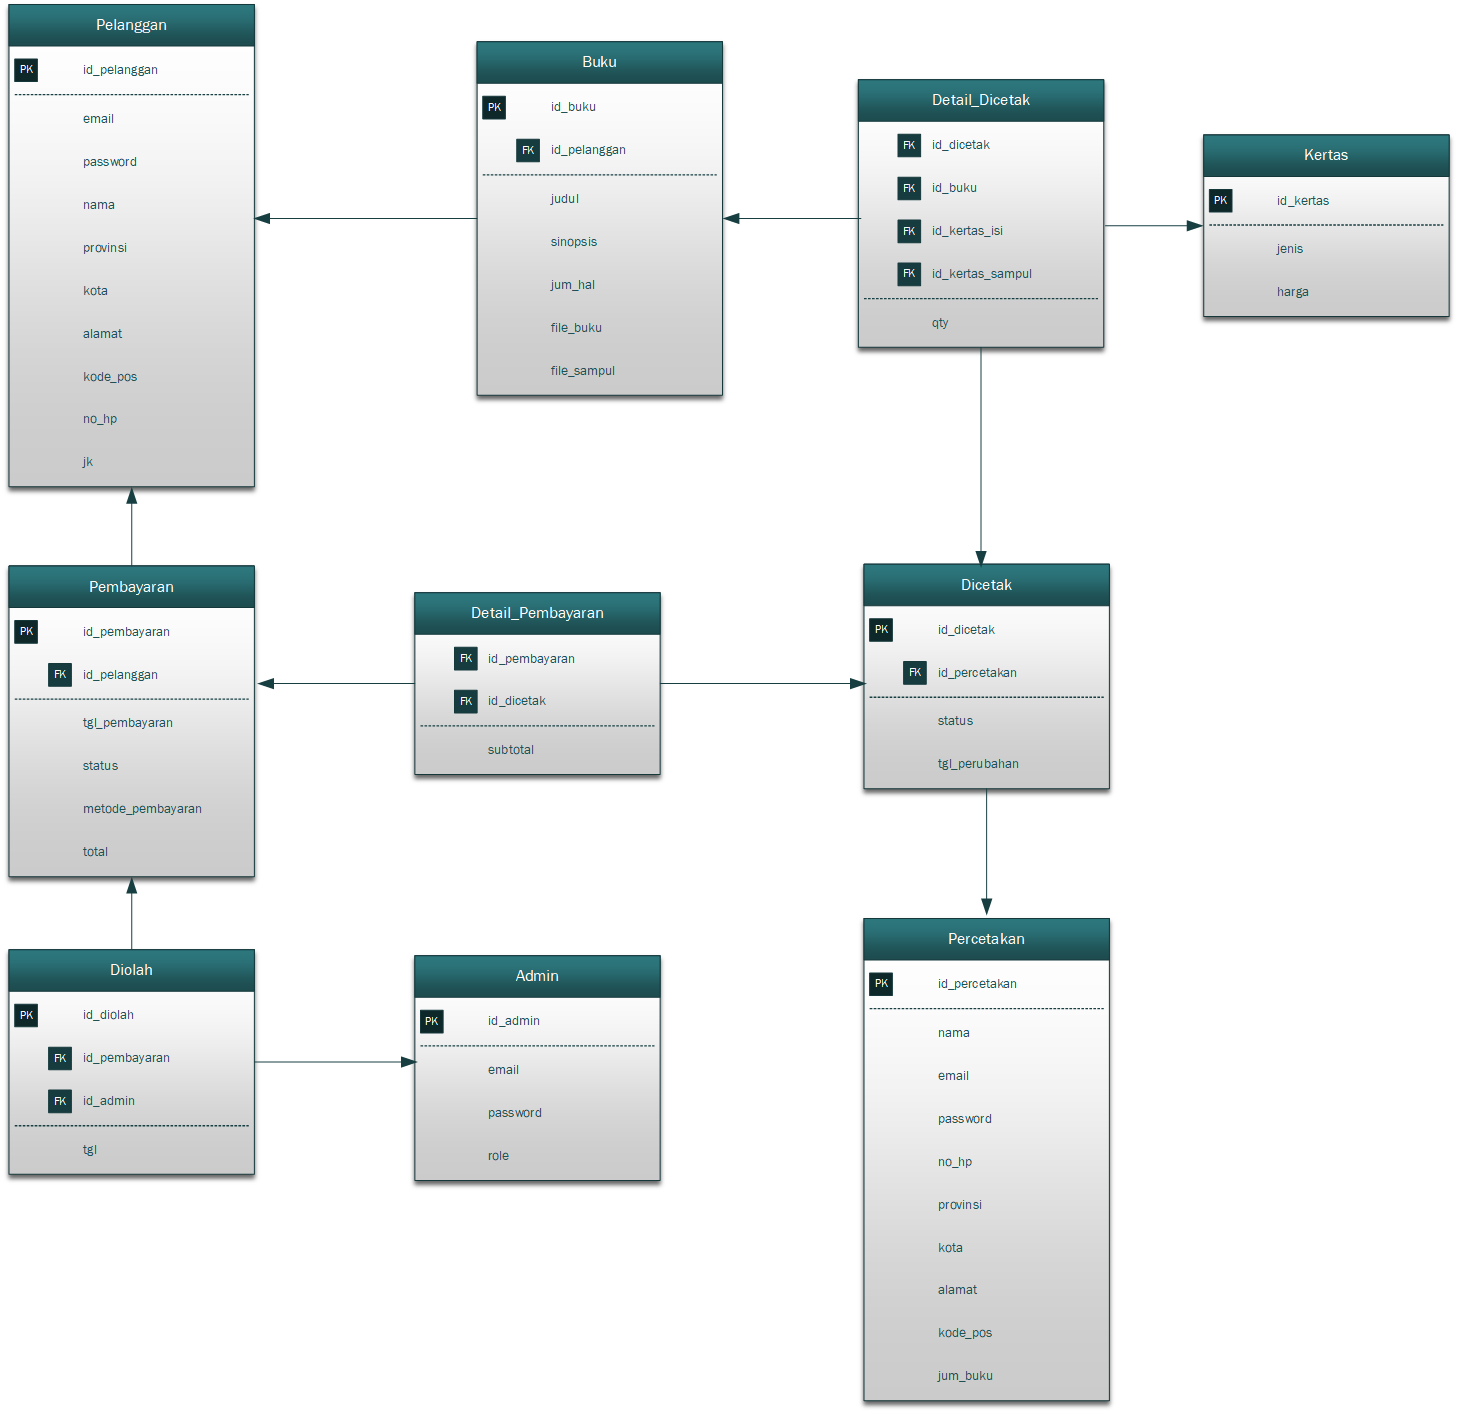 Pelanggan
PK id_pelanggan
email
password
nama
provinsi
kota
alamat
kode_pos
no_hp
jk
Buku
PK id_buku
FK id_pelanggan
judul
sinopsis
jum_hal
file_buku
file_sampul
Detail_Dicetak
FK id_dicetak
FK id_buku
FK id_kertas_isi
FK id_kertas_sampul
qty
Kertas
PK id_kertas
jenis
harga
Pembayaran
PK id_pembayaran
FK id_pelanggan
tgl_pembayaran
status
metode_pembayaran
total
Detail_Pembayaran
FK id_pembayaran
FK id_dicetak
subtotal
Dicetak
PK id_dicetak
FK id_percetakan
status
tgl_perubahan
Diolah
PK id_diolah
FK id_pembayaran
FK id_admin
tgl
Admin
PK id_admin
email
password
role
Percetakan
PK id_percetakan
nama
email
password
no_hp
provinsi
kota
alamat
kode_pos
jum_buku